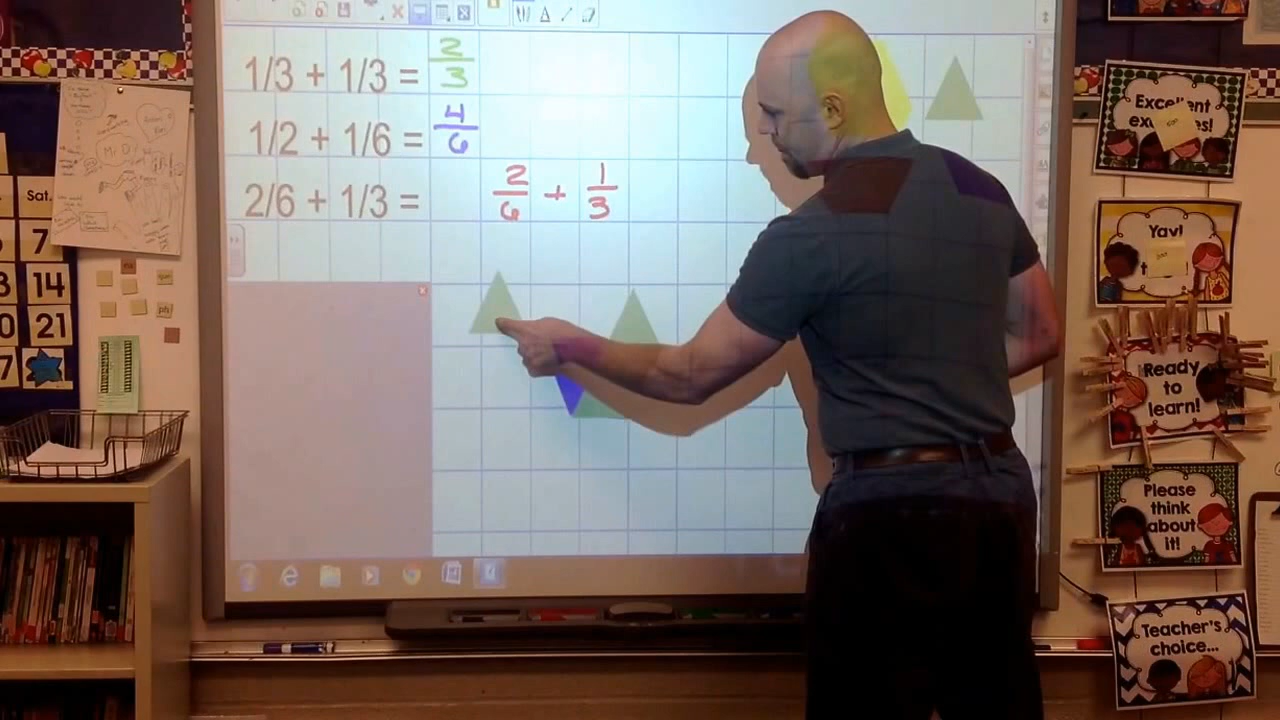 1/3 + 1/3 = 2/3
1/2 + 1/6 = 4/6
2/6 + 1/3 = 2/6 + 1/3
Sat.
7
14
21
Excellent
Yay!
Ready
to
learn!
Please
think
about
it!
Teacher's
choice...